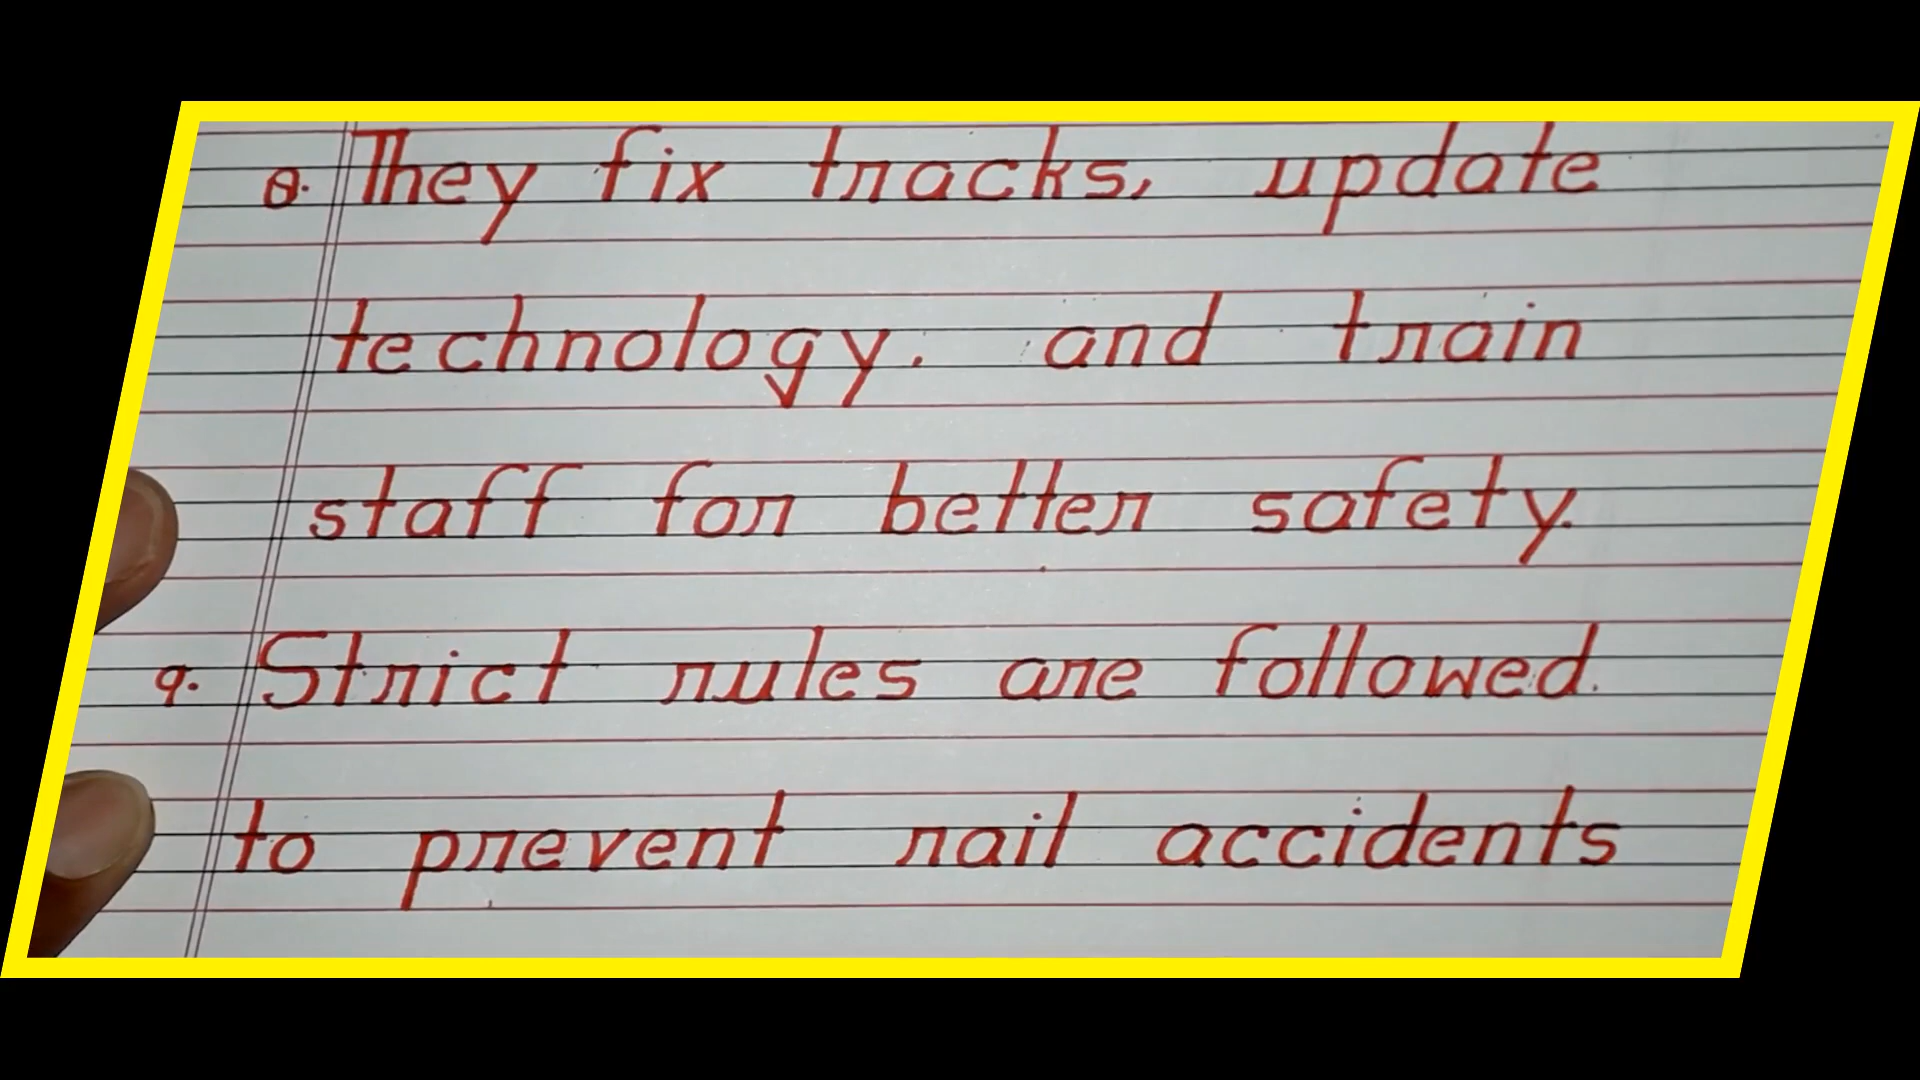 8. They fix tracks, update
technology. and train
staff for better safety.
9. Strict rules are followed.
to prevent rail accidents